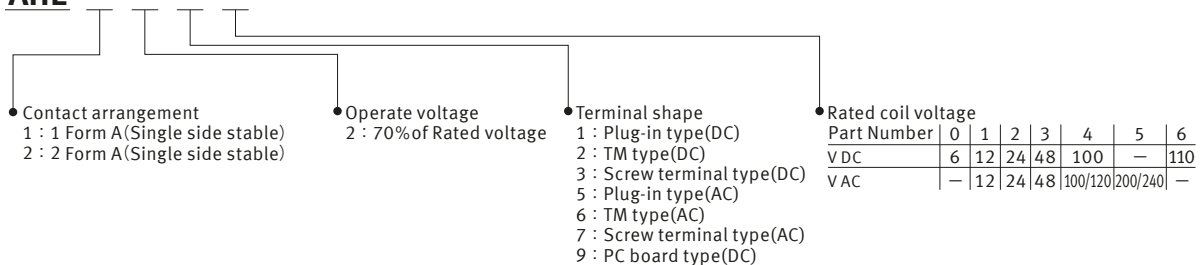 Contact arrangement
1：1 Form A(Single side stable)
2：2 Form A(Single side stable)
Operate voltage
2：70%of Rated voltage
Terminal shape
1：Plug-in type(DC)
2：TM type(DC)
3：Screw terminal type(DC)
5：Plug-in type(AC)
6：TM type(AC)
7：Screw terminal type(AC)
9：PC board type(DC)
Rated coil voltage
Part Number 0 1 2 3 4 5 6
V DC 6 12 24 48 100 － 110
V AC － 12 24 48 100/120 200/240 －